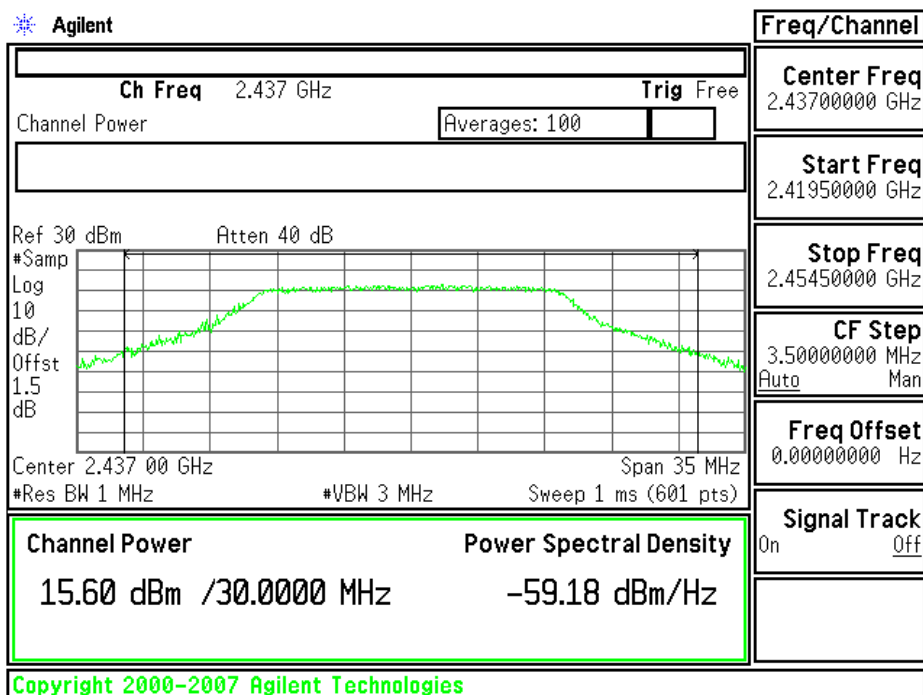 Agilent
Freq/Channel
Ch Freq 2.437 GHz Trig Free
Channel Power Averages: 100
Ref 30 dBm Atten 40 dB
#Samp
Log
10
dB/
Offst
1.5
dB
Center 2.437 00 GHz Span 35 MHz
#Res BW 1 MHz #VBW 3 MHz Sweep 1 ms (601 pts)
Channel Power Power Spectral Density
15.60 dBm /30.0000 MHz -59.18 dBm/Hz
Center Freq
2.43700000 GHz
Start Freq
2.41950000 GHz
Stop Freq
2.45450000 GHz
CF Step
3.50000000 MHz
Auto Man
Freq Offset
0.00000000 Hz
Signal Track
On Off
Copyright 2000-2007 Agilent Technologies